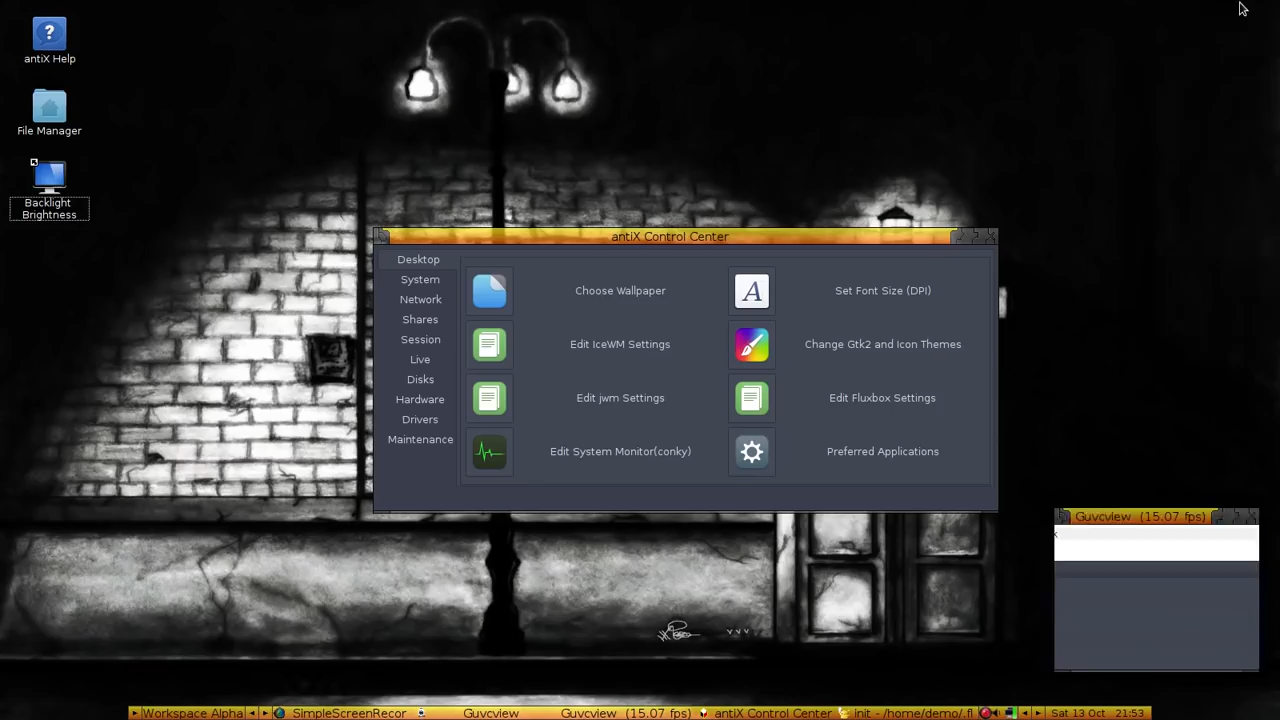 antiX Help
File Manager
Backlight
Brightness
antiX Control Center
Desktop
System
Network
Shares
Session
Live
Disks
Hardware
Drivers
Maintenance
Choose Wallpaper
Set Font Size (DPI)
Edit IceWM Settings
Change Gtk2 and Icon Themes
Edit jwm Settings
Edit Fluxbox Settings
Edit System Monitor(conky)
Preferred Applications
Guvcview (15.07 fps)
Workspace Alpha SimpleScreenRecor Guvcview Guvcview (15.07 fps) antiX Control Center init - /home/demo/.fl Sat 13 Oct 21:53